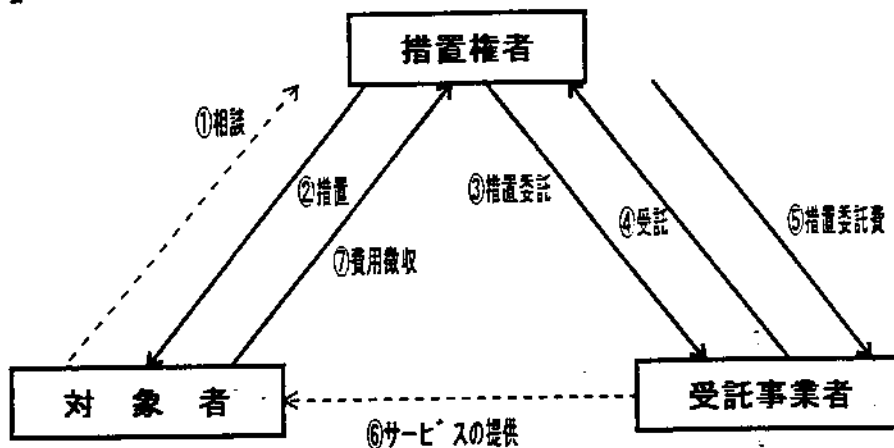 措置権者
①相談
②措置
③措置委託
④受託
⑤措置委託費
⑦費用徴収
対象者
受託事業者
⑥サービスの提供